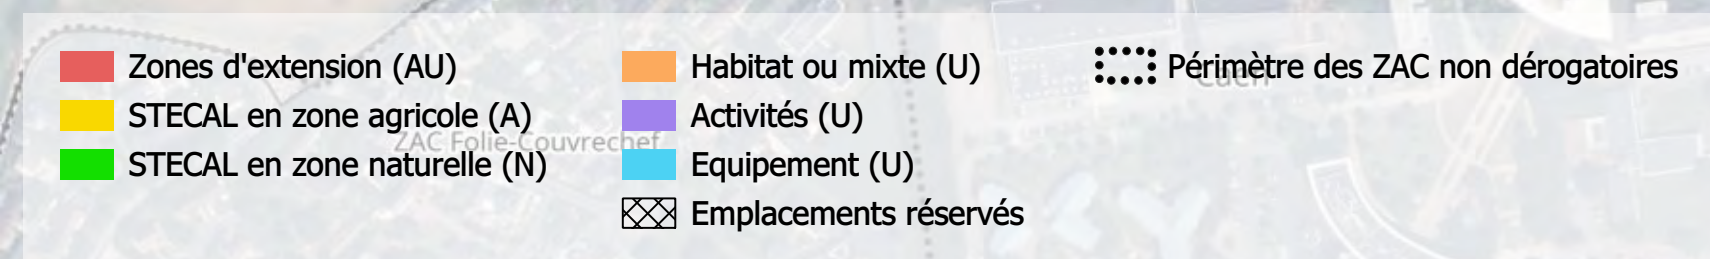 Zones d'extension (AU)
STECAL en zone agricole (A)
STECAL en zone naturelle (N)
Habitat ou mixte (U)
Activités (U)
Equipement (U)
Emplacements réservés
Périmètre des ZAC non dérogatoires
ZAC Folie-Couvrechef
Caen